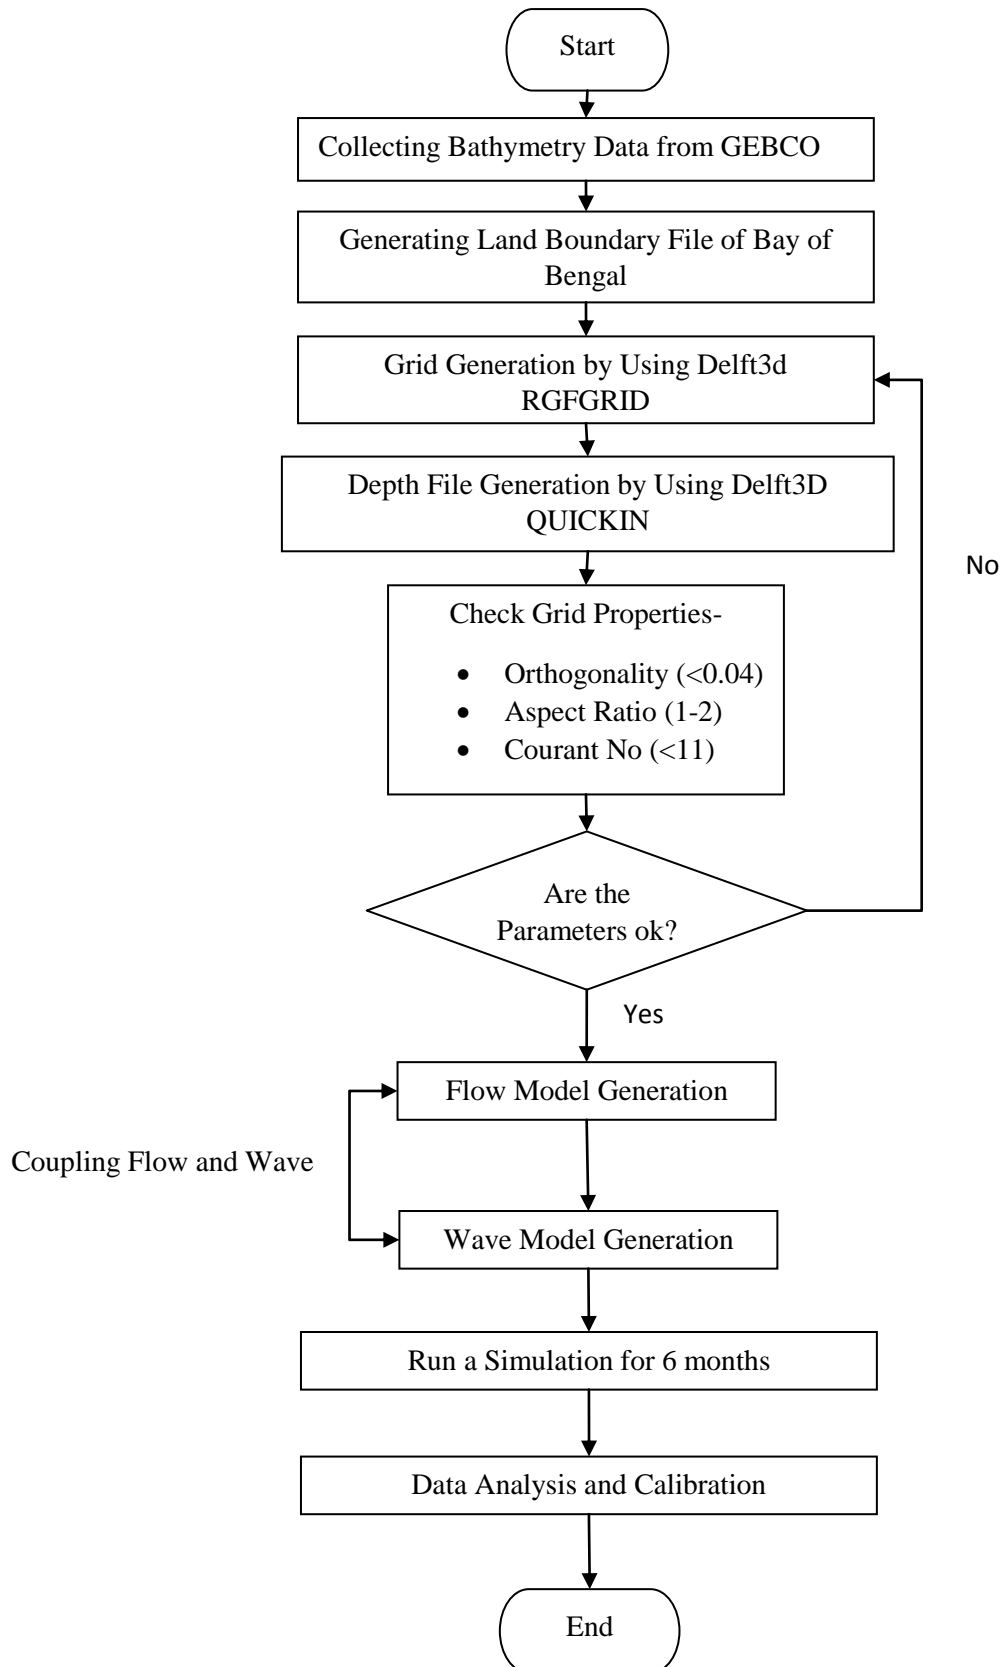 Start
Collecting Bathymetry Data from GEBCO
Generating Land Boundary File of Bay of
Bengal
Grid Generation by Using Delft3d
RGFGRID
Depth File Generation by Using Delft3D
QUICKIN
No
Check Grid Properties-
• Orthogonality (<0.04)
• Aspect Ratio (1-2)
• Courant No (<11)
Are the
Parameters ok?
Yes
Flow Model Generation
Coupling Flow and Wave
Wave Model Generation
Run a Simulation for 6 months
Data Analysis and Calibration
End